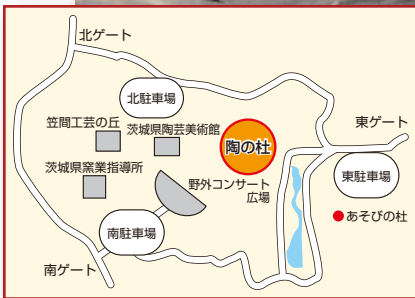 北ゲート
北駐車場
笠間工芸の丘
茨城県陶芸美術館
陶の杜
東ゲート
茨城県窯業指導所
野外コンサート
広場
東駐車場
あそびの杜
南駐車場
南ゲート